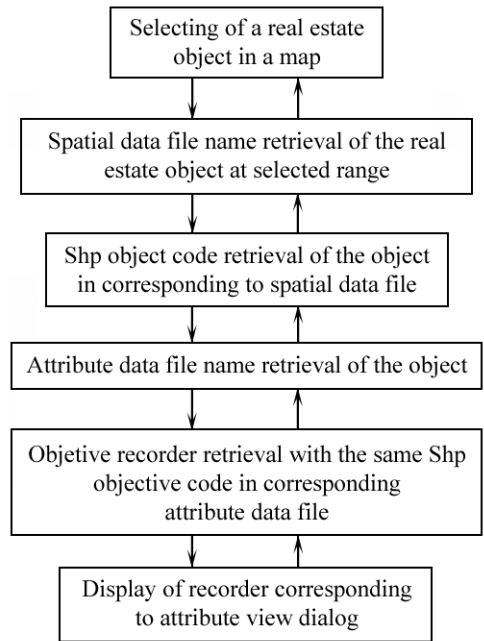 Selecting of a real estate
object in a map
Spatial data file name retrieval of the real
estate object at selected range
Shp object code retrieval of the object
in corresponding to spatial data file
Attribute data file name retrieval of the object
Objetive recorder retrieval with the same Shp
objective code in corresponding
attribute data file
Display of recorder corresponding
to attribute view dialog